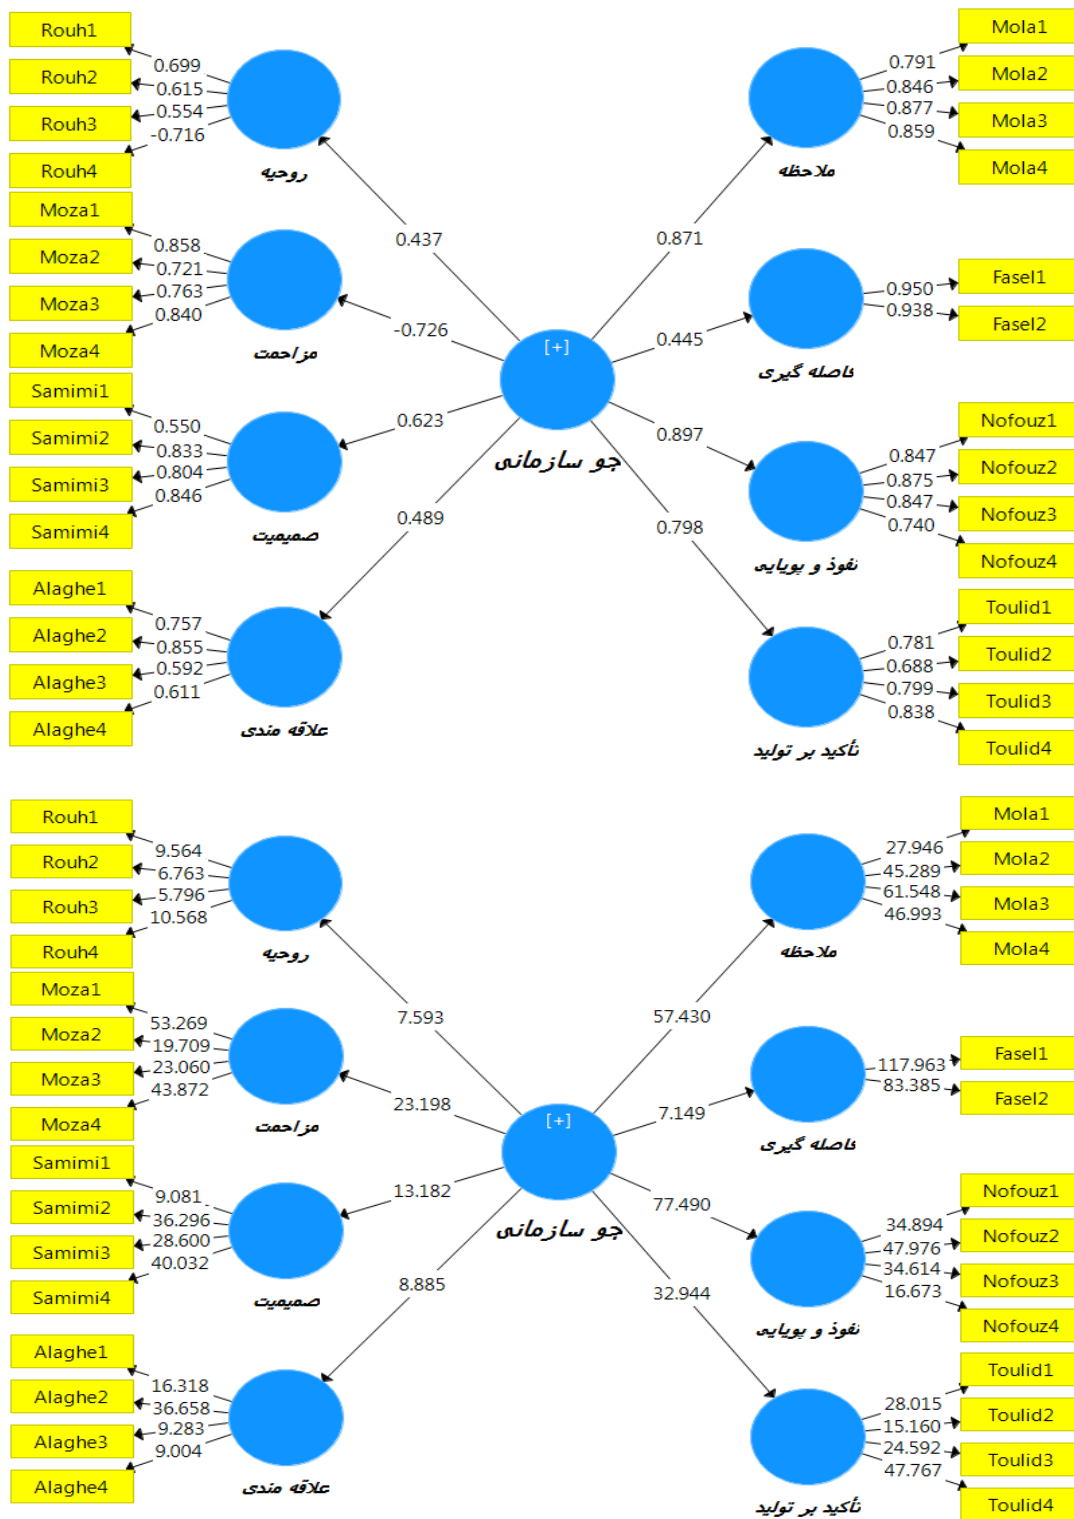 Rouh1
Rouh2
Rouh3
Rouh4
0.699
0.615
0.554
-0.716
روحیه
Moza1
Moza2
Moza3
Moza4
0.858
0.721
0.763
0.840
مزاحمت
Samimi1
Samimi2
Samimi3
Samimi4
0.550
0.833
0.804
0.846
صمیمیت
Alaghe1
Alaghe2
Alaghe3
Alaghe4
0.757
0.855
0.592
0.611
علاقه مندی
0.437
-0.726
0.623
0.489
[+]
جو سازمانی
0.871
0.445
0.897
0.798
Mola1
Mola2
Mola3
Mola4
0.791
0.846
0.877
0.859
ملاحظه
Fasel1
Fasel2
0.950
0.938
فاصله گیری
Nofouz1
Nofouz2
Nofouz3
Nofouz4
0.847
0.875
0.847
0.740
نفوذ و پویایی
Toulid1
Toulid2
Toulid3
Toulid4
0.781
0.688
0.799
0.838
تأکید بر تولید
Rouh1
Rouh2
Rouh3
Rouh4
9.564
6.763
5.796
10.568
روحیه
Moza1
Moza2
Moza3
Moza4
53.269
19.709
23.060
43.872
مزاحمت
Samimi1
Samimi2
Samimi3
Samimi4
9.081
36.296
28.600
40.032
صمیمیت
Alaghe1
Alaghe2
Alaghe3
Alaghe4
16.318
36.658
9.283
9.004
علاقه مندی
7.593
23.198
13.182
8.885
[+]
جو سازمانی
57.430
7.149
77.490
32.944
Mola1
Mola2
Mola3
Mola4
27.946
45.289
61.548
46.993
ملاحظه
Fasel1
Fasel2
117.963
83.385
فاصله گیری
Nofouz1
Nofouz2
Nofouz3
Nofouz4
34.894
47.976
34.614
16.673
نفوذ و پویایی
Toulid1
Toulid2
Toulid3
Toulid4
28.015
15.160
24.592
47.767
تأکید بر تولید